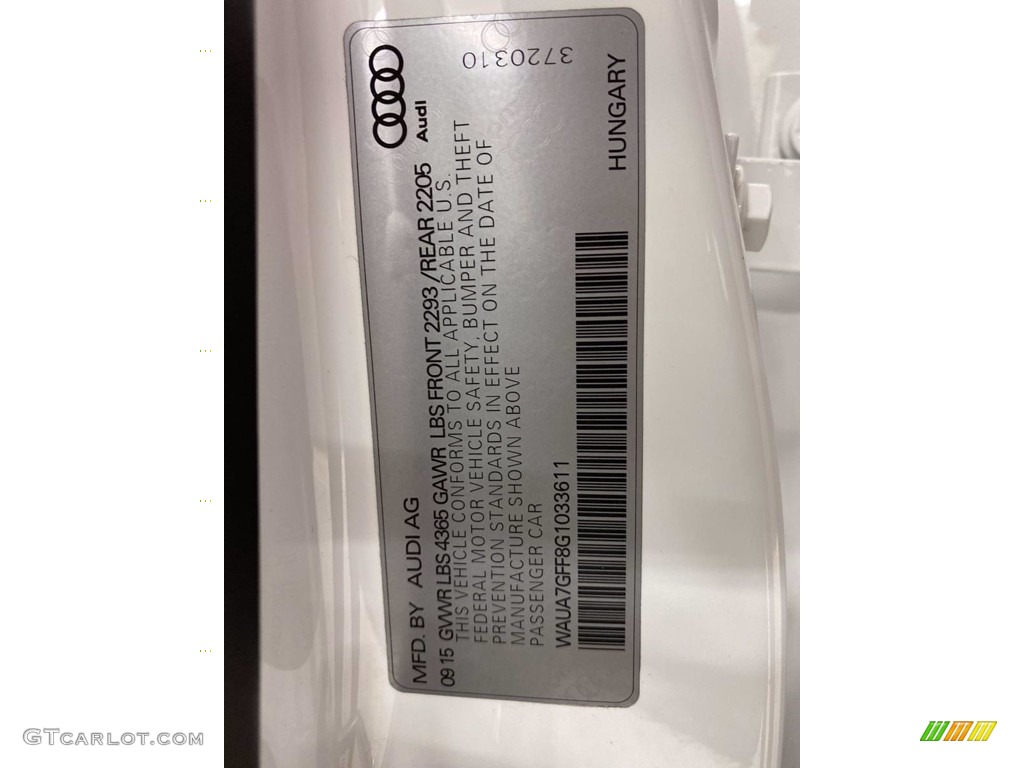 3720310
Audi
HUNGARY
MFD. BY AUDI AG
0915 GVWR LBS 4365 GAWR LBS FRONT 2293 /REAR 2205
THIS VEHICLE CONFORMS TO ALL APPLICABLE U.S.
FEDERAL MOTOR VEHICLE SAFETY, BUMPER AND THEFT
PREVENTION STANDARDS IN EFFECT ON THE DATE OF
MANUFACTURE SHOWN ABOVE
PASSENGER CAR
WAUA7GFF8G1033611
GTCARLOT.COM